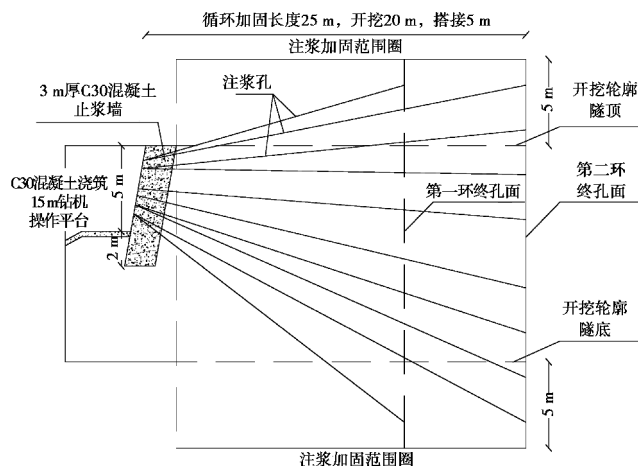 循环加固长度25 m，开挖20 m，搭接5 m
注浆加固范围圈
3 m厚C30混凝土
止浆墙
注浆孔
5 m
开挖轮廓
隧顶
C30混凝土浇筑
15m钻机
操作平台
5 m
2 m
第一环终孔面
第二环
终孔面
开挖轮廓
隧底
5 m
注浆加固范围圈